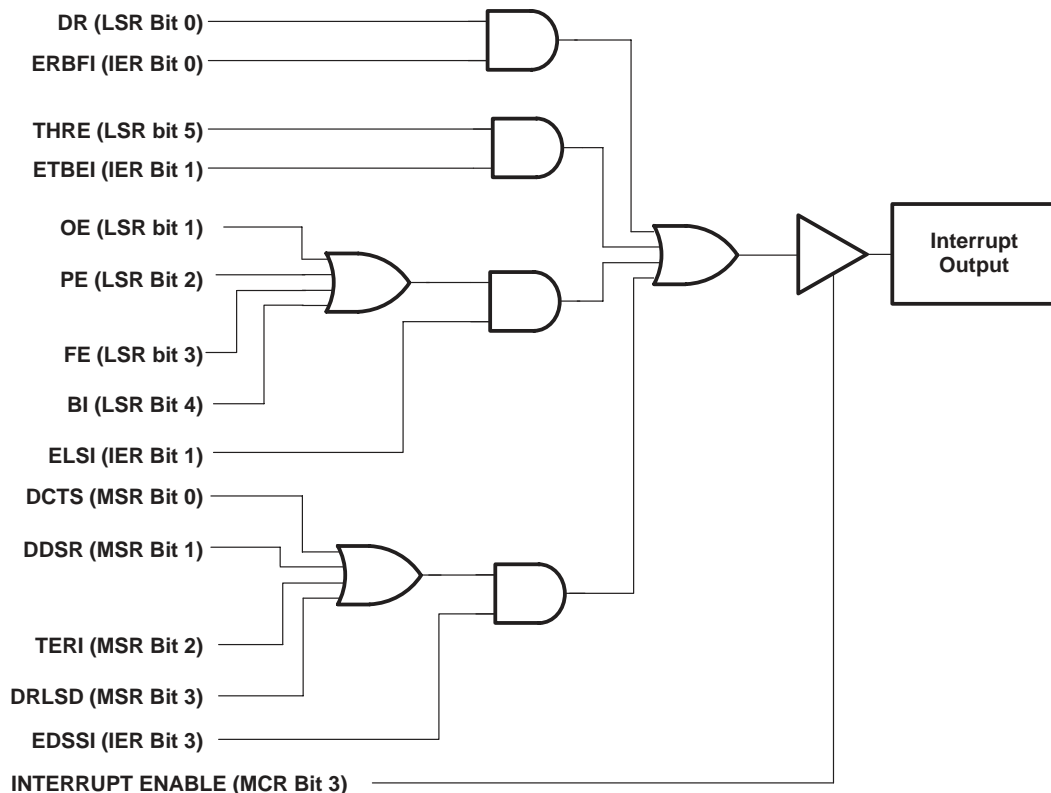 DR (LSR Bit 0)
ERBFI (IER Bit 0)
THRE (LSR bit 5)
ETBEI (IER Bit 1)
OE (LSR bit 1)
PE (LSR Bit 2)
FE (LSR bit 3)
BI (LSR Bit 4)
ELSI (IER Bit 1)
DCTS (MSR Bit 0)
DDSR (MSR Bit 1)
TERI (MSR Bit 2)
DRLSD (MSR Bit 3)
EDSSI (IER Bit 3)
INTERRUPT ENABLE (MCR Bit 3)
Interrupt
Output